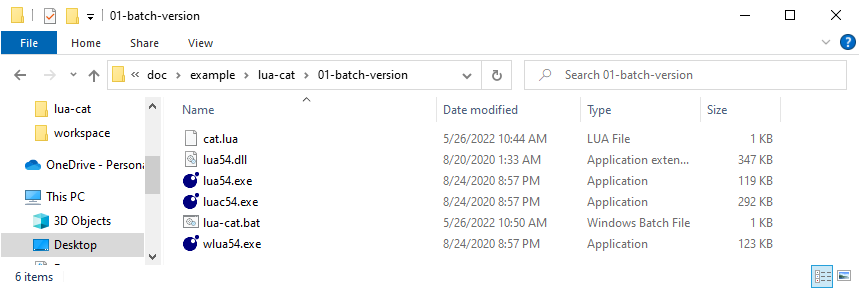 01-batch-version
File Home Share View
« doc › example › lua-cat › 01-batch-version Search 01-batch-version
Name Date modified Type Size
lua-cat
workspace
OneDrive - Persona
This PC
3D Objects
Desktop
cat.lua 5/26/2022 10:44 AM LUA File 1 KB
lua54.dll 8/20/2020 1:33 AM Application exten... 347 KB
lua54.exe 8/24/2020 8:57 PM Application 119 KB
luac54.exe 8/24/2020 8:57 PM Application 292 KB
lua-cat.bat 5/26/2022 10:50 AM Windows Batch File 1 KB
wlua54.exe 8/24/2020 8:57 PM Application 123 KB
6 items